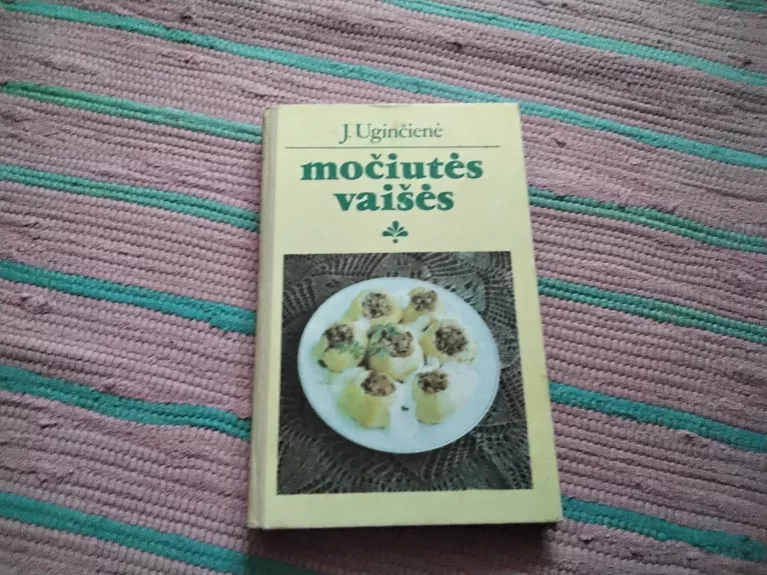 J. Uginčienė
močiutės
vaišės